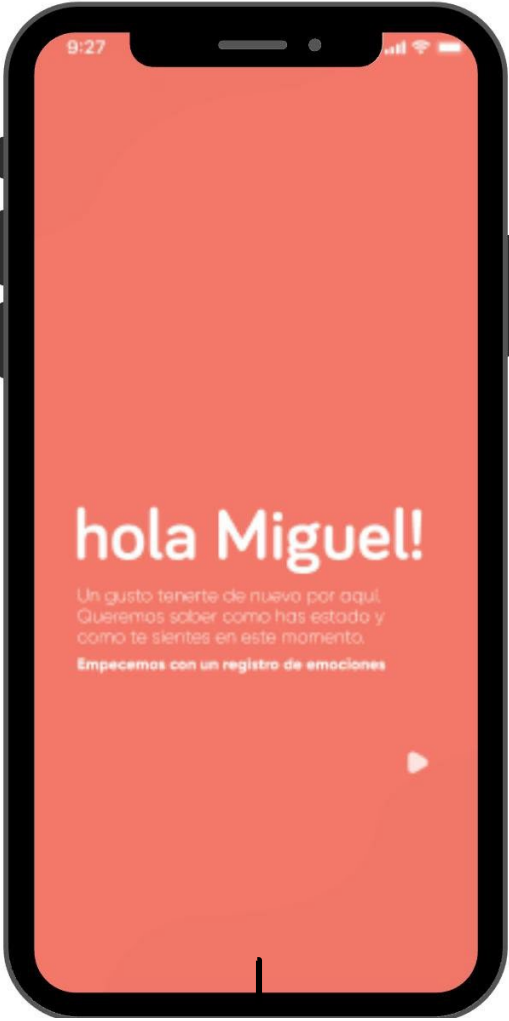 9:27
hola Miguel!
Un gusto tenerte de nuevo por aquí.
Queremos saber como has estado y
como te sientes en este momento.
Empecemos con un registro de emociones